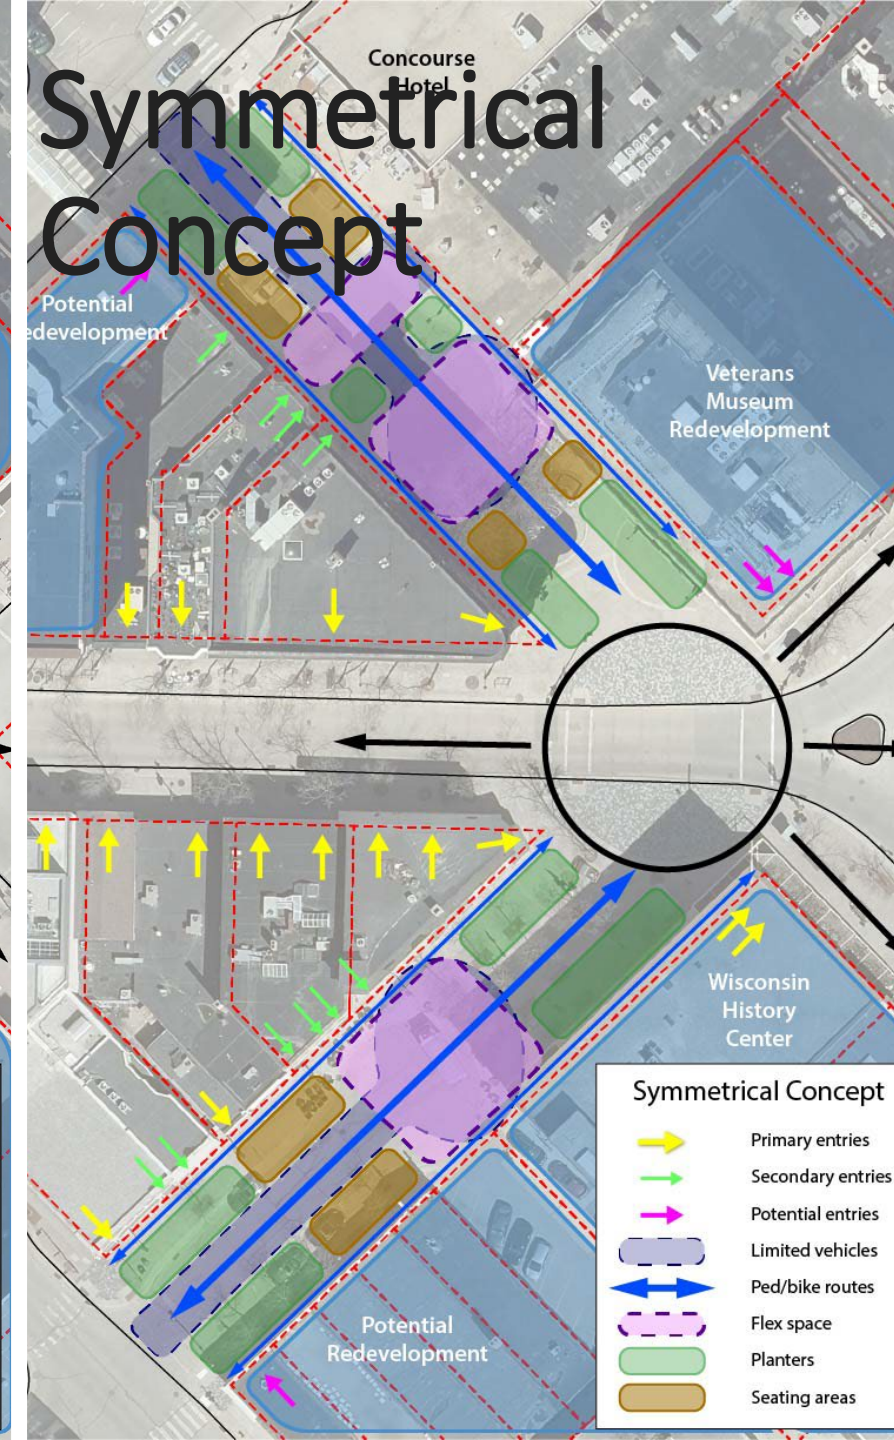 Symmetrical
Concept
Concourse
Hotel
Potential
edevelopment
Veterans
Museum
Redevelopment
Wisconsin
History
Center
Potential
Redevelopment
Symmetrical Concept
Primary entries
Secondary entries
Potential entries
Limited vehicles
Ped/bike routes
Flex space
Planters
Seating areas